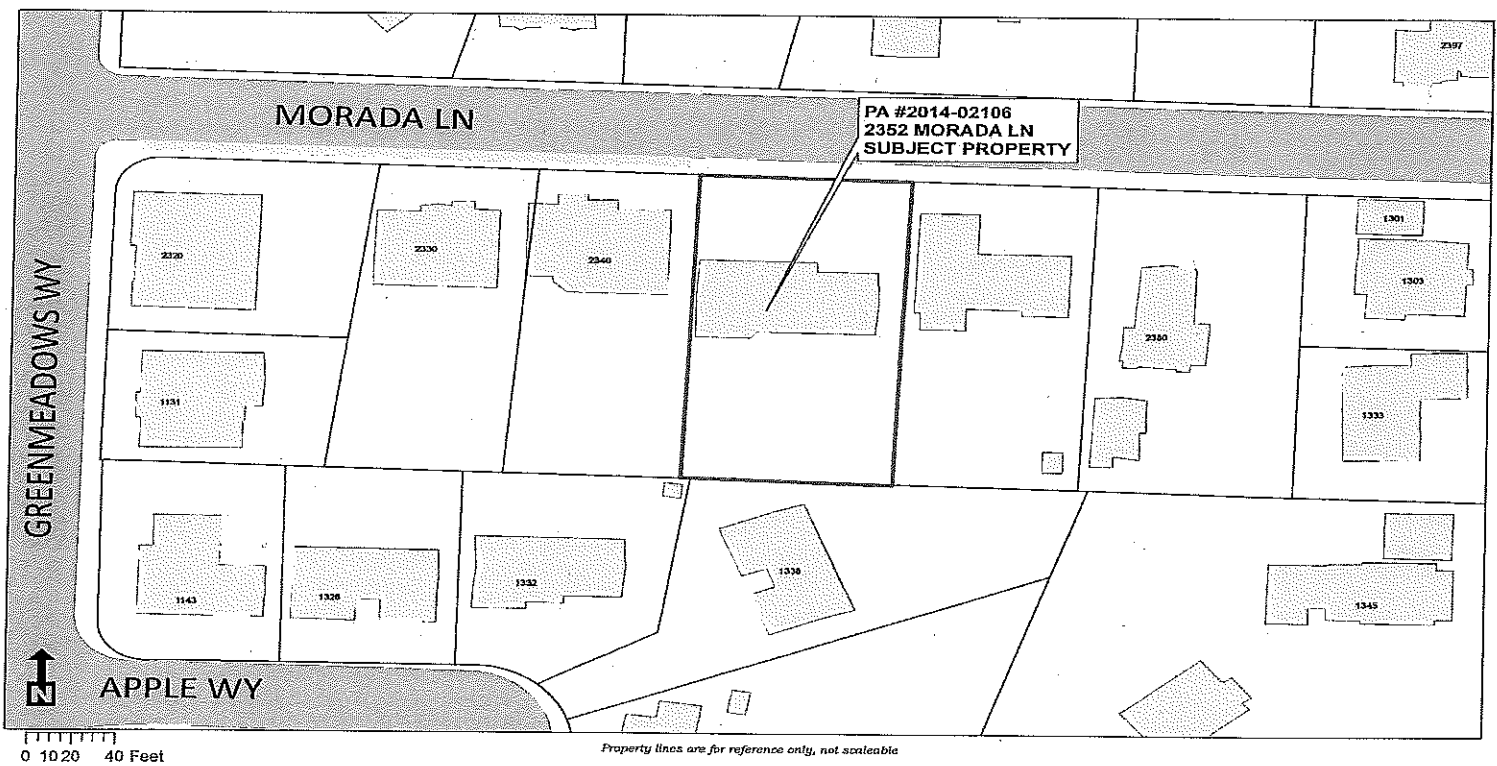 2397
MORADA LN
PA #2014-02106
2352 MORADA LN
SUBJECT PROPERTY
GREENMEADOWS WY
2320
2330
2340
1301
1303
2380
1131
1333
1143
1326
1332
1338
1345
N
APPLE WY
0 10 20 40 Feet
Property lines are for reference only, not scaleable